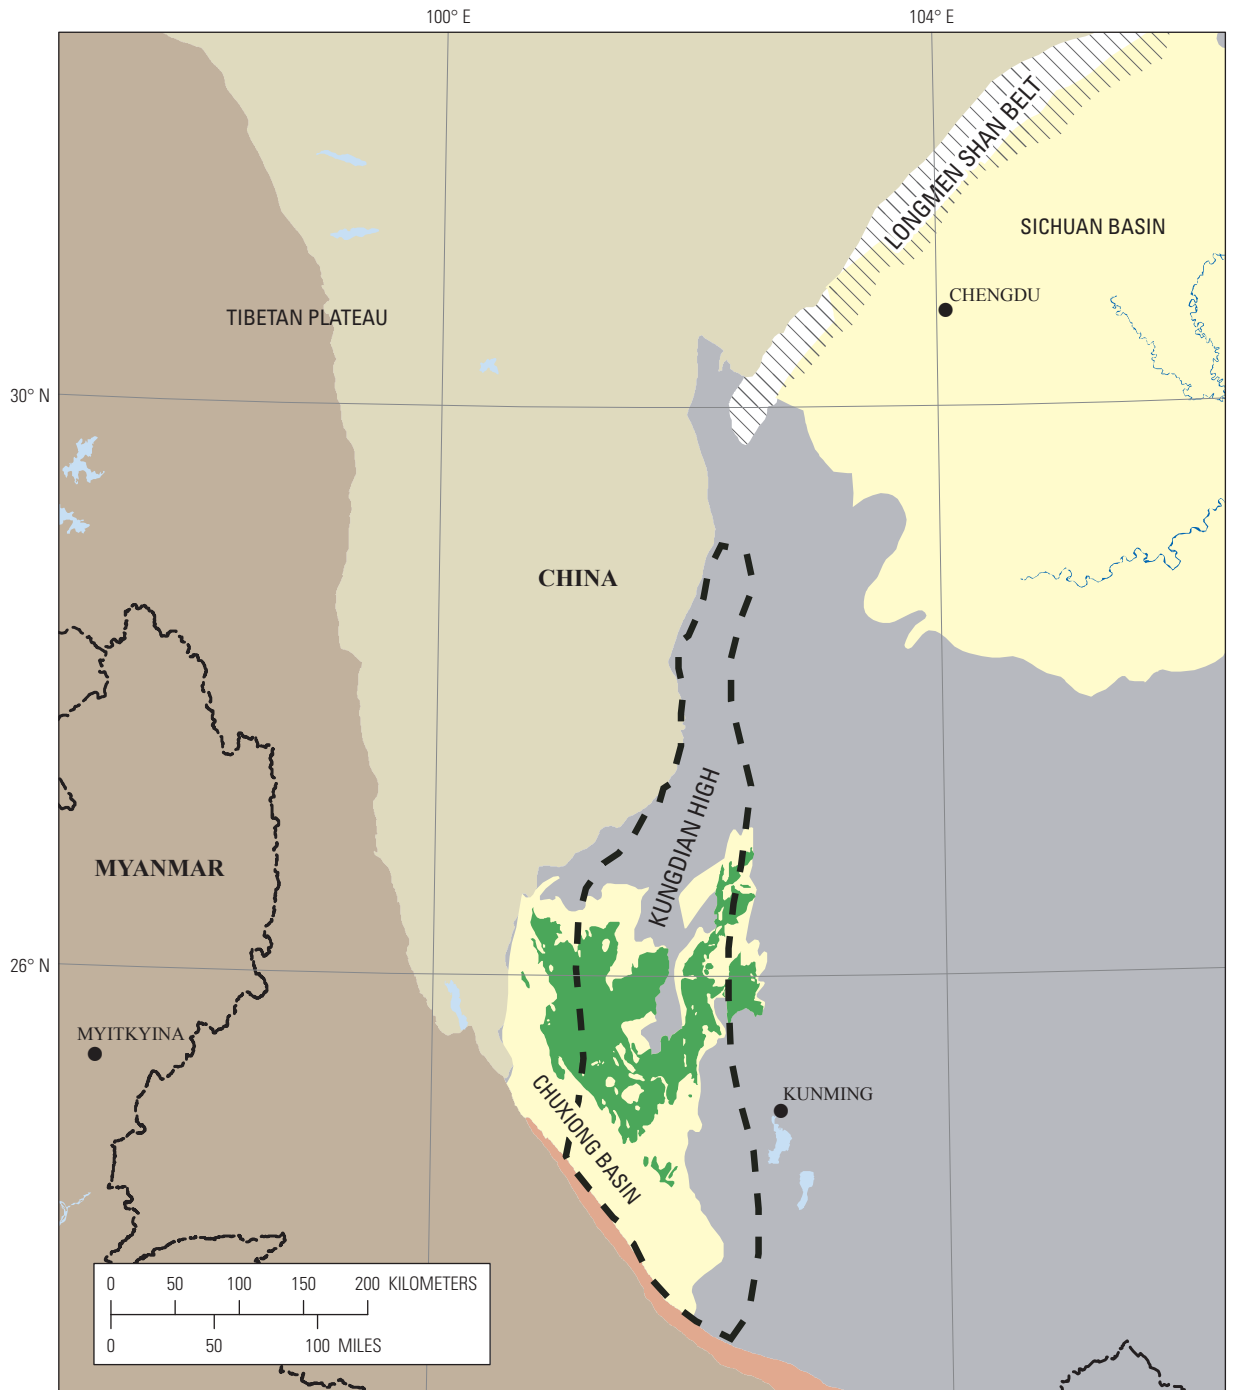 100° E
104° E
LONGMEN SHAN BELT
SICHUAN BASIN
CHENGDU
TIBETAN PLATEAU
30° N
CHINA
KUNGDIAN HIGH
MYANMAR
26° N
MYITKYINA
CHUXIONG BASIN
KUNMING
0 50 100 150 200 KILOMETERS
0 50 100 MILES